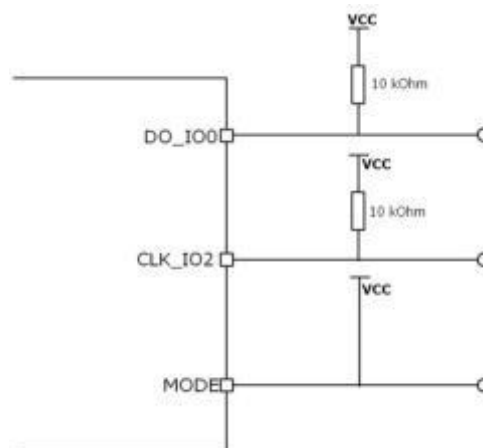 VCC
10 kOhm
DO_IO0
VCC
10 kOhm
CLK_IO2
VCC
MODE